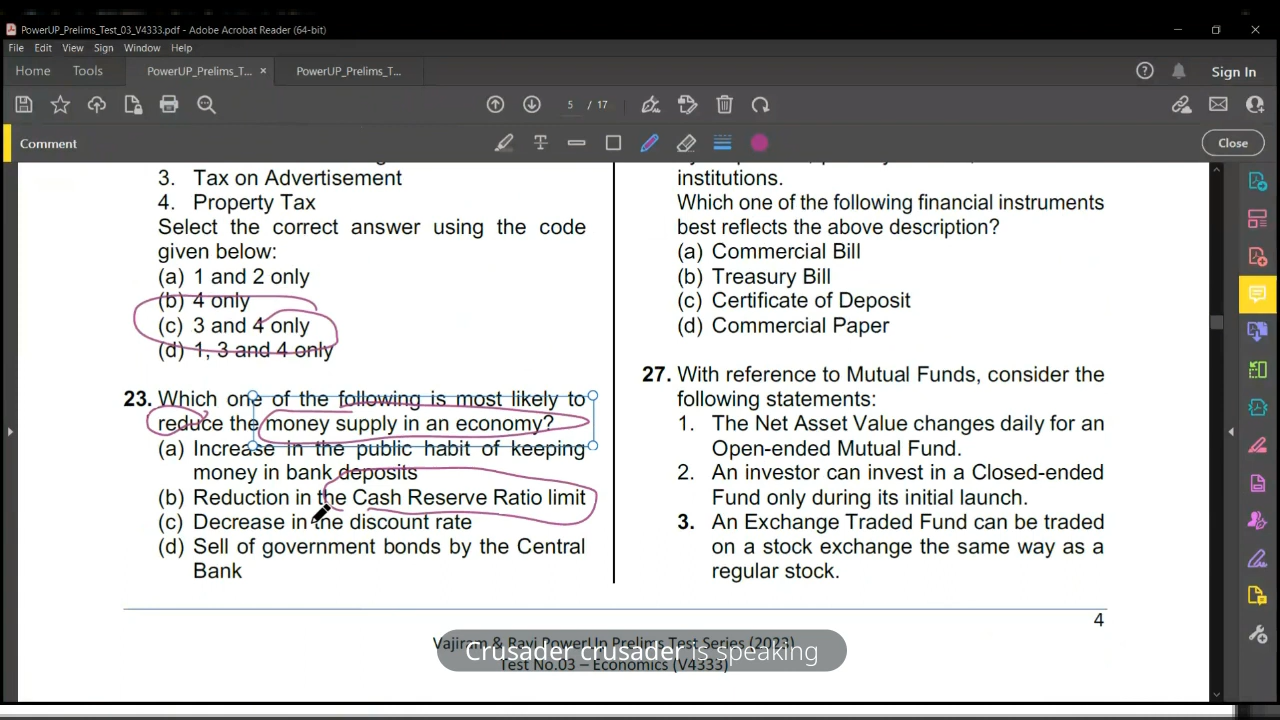 PowerUP_Prelims_Test_03_V4333.pdf - Adobe Acrobat Reader (64-bit)
File Edit View Sign Window Help
Home Tools PowerUP_Prelims_T... × PowerUP_Prelims_T... Sign In
5 / 17
Comment Close
3. Tax on Advertisement
4. Property Tax
Select the correct answer using the code
given below:
(a) 1 and 2 only
(b) 4 only
(c) 3 and 4 only
(d) 1, 3 and 4 only
23. Which one of the following is most likely to
reduce the money supply in an economy?
(a) Increase in the public habit of keeping
money in bank deposits
(b) Reduction in the Cash Reserve Ratio limit
(c) Decrease in the discount rate
(d) Sell of government bonds by the Central
Bank
institutions.
Which one of the following financial instruments
best reflects the above description?
(a) Commercial Bill
(b) Treasury Bill
(c) Certificate of Deposit
(d) Commercial Paper
27. With reference to Mutual Funds, consider the
following statements:
1. The Net Asset Value changes daily for an
Open-ended Mutual Fund.
2. An investor can invest in a Closed-ended
Fund only during its initial launch.
3. An Exchange Traded Fund can be traded
on a stock exchange the same way as a
regular stock.
4
Vajiram & Ravi PowerUp Prelims Test Series (2023)
Crusader crusader is speaking
Test No.03 – Economics (V4333)